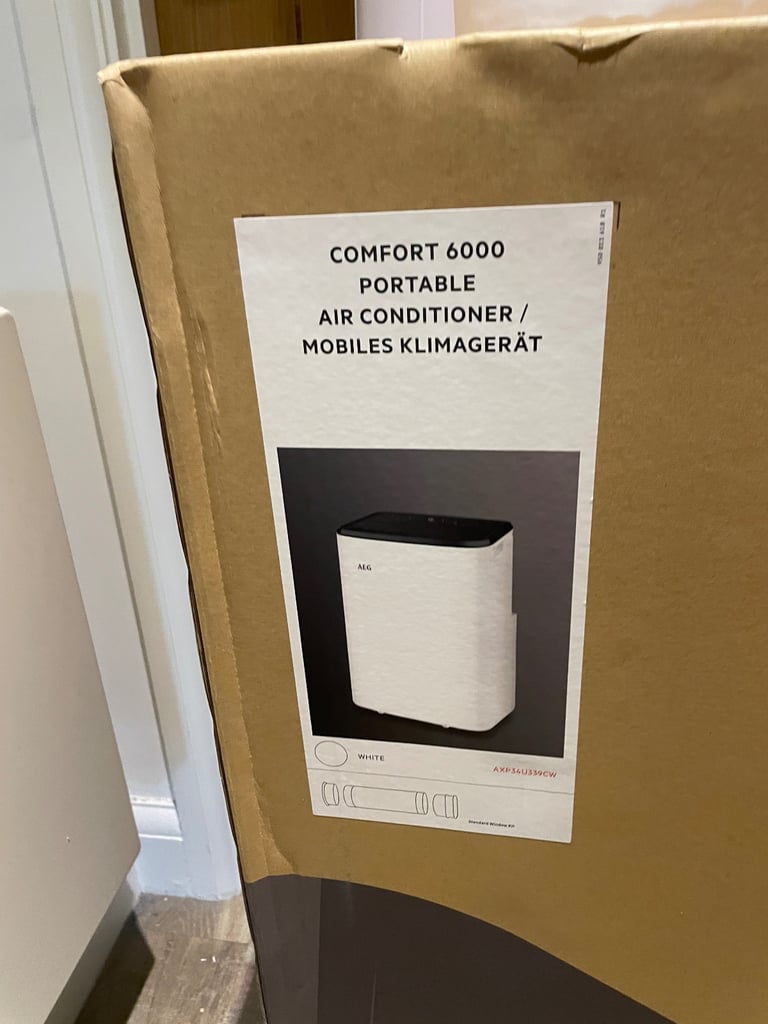 COMFORT 6000
PORTABLE
AIR CONDITIONER /
MOBILES KLIMAGERÄT
AEG
WHITE
AXP34U339CW
Standard Window Kit